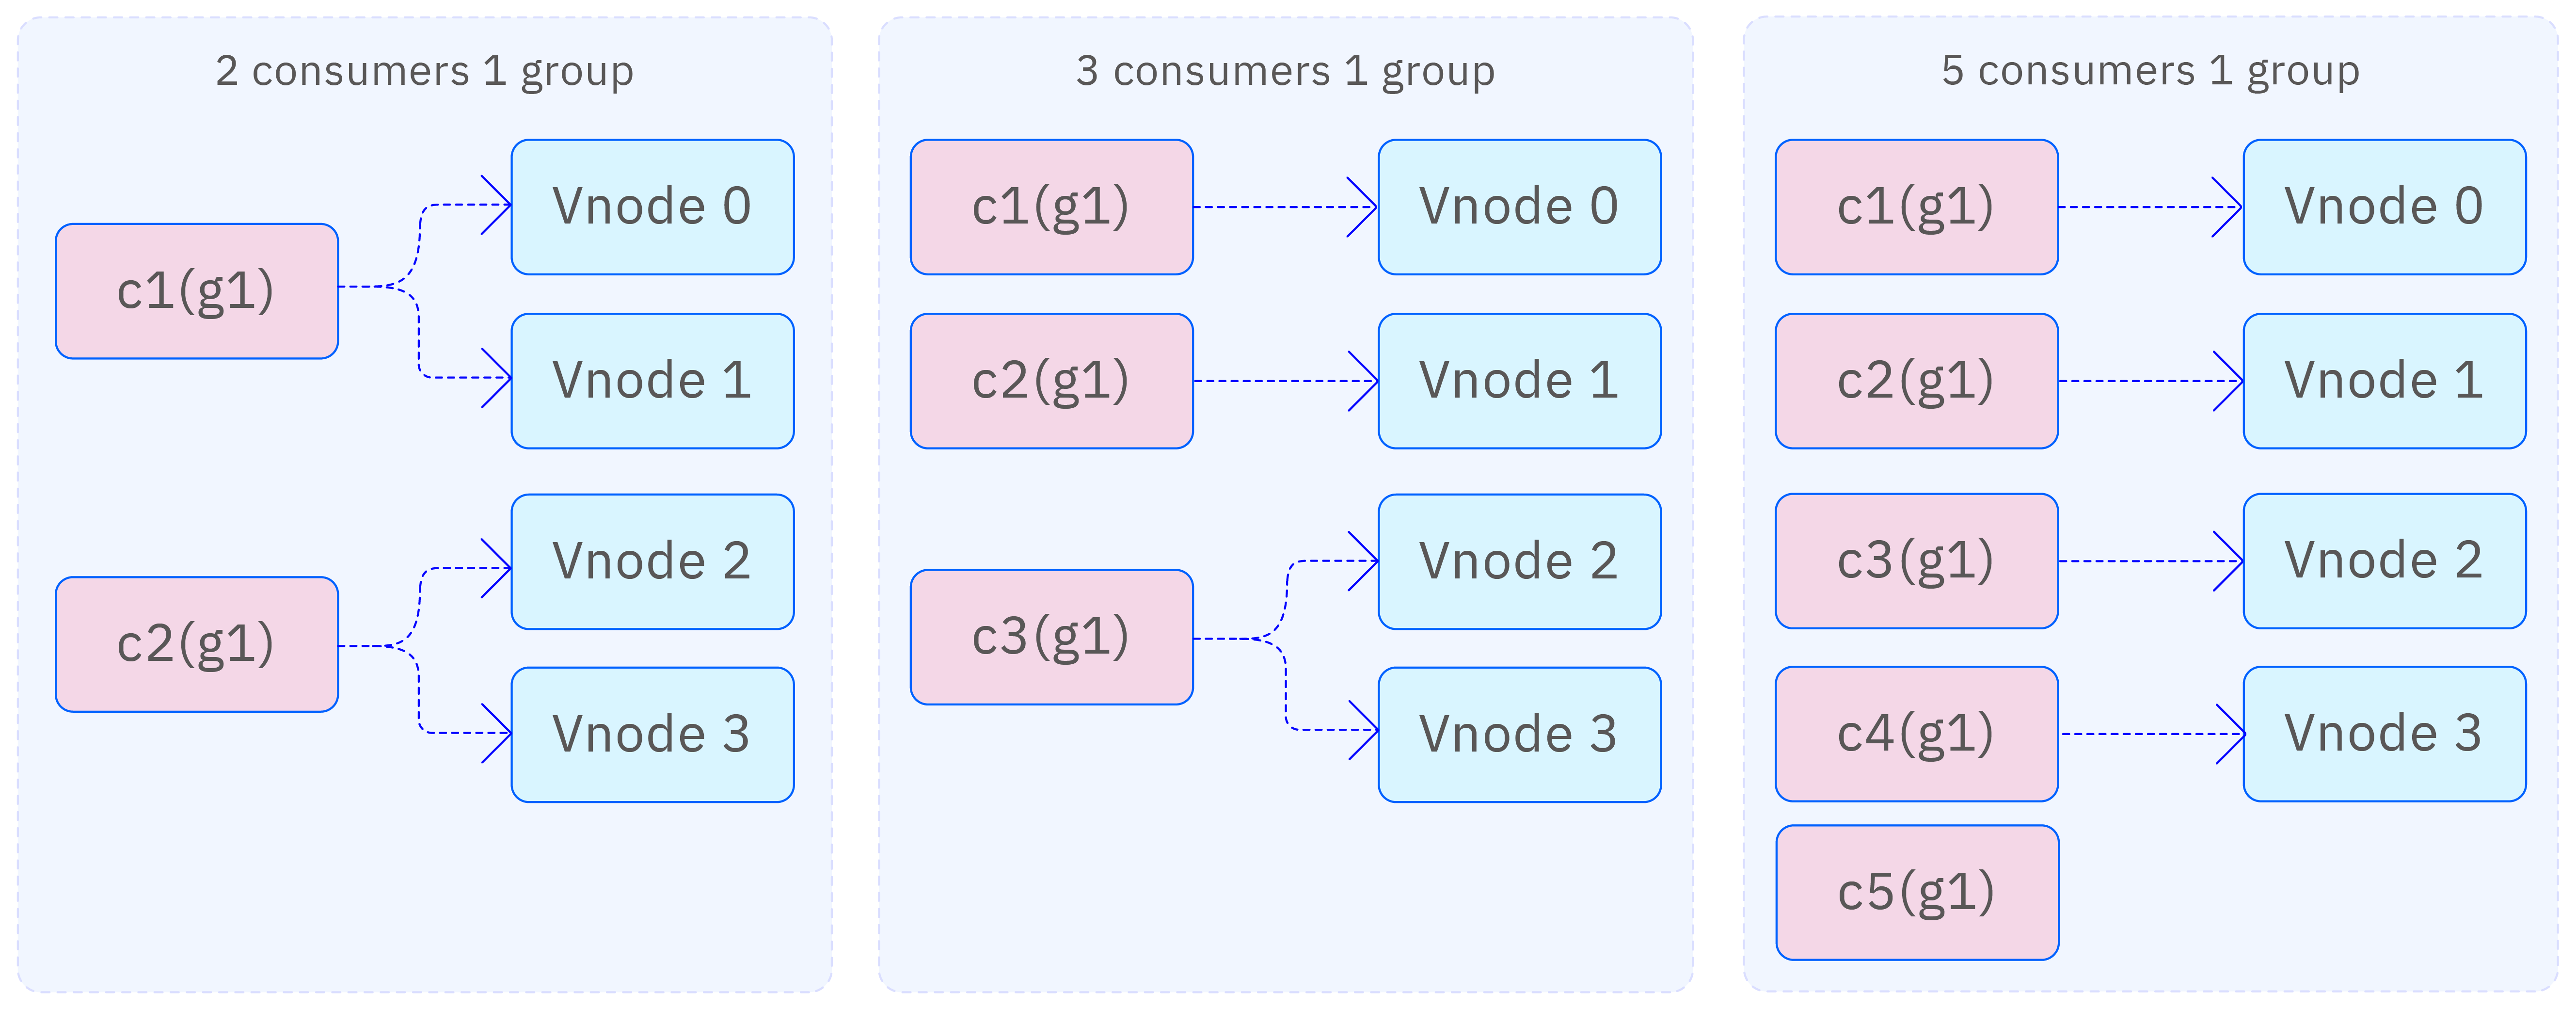 2 consumers 1 group
c1(g1)
Vnode 0
Vnode 1
c2(g1)
Vnode 2
Vnode 3
3 consumers 1 group
c1(g1)
Vnode 0
c2(g1)
Vnode 1
c3(g1)
Vnode 2
Vnode 3
5 consumers 1 group
c1(g1)
Vnode 0
c2(g1)
Vnode 1
c3(g1)
Vnode 2
c4(g1)
Vnode 3
c5(g1)